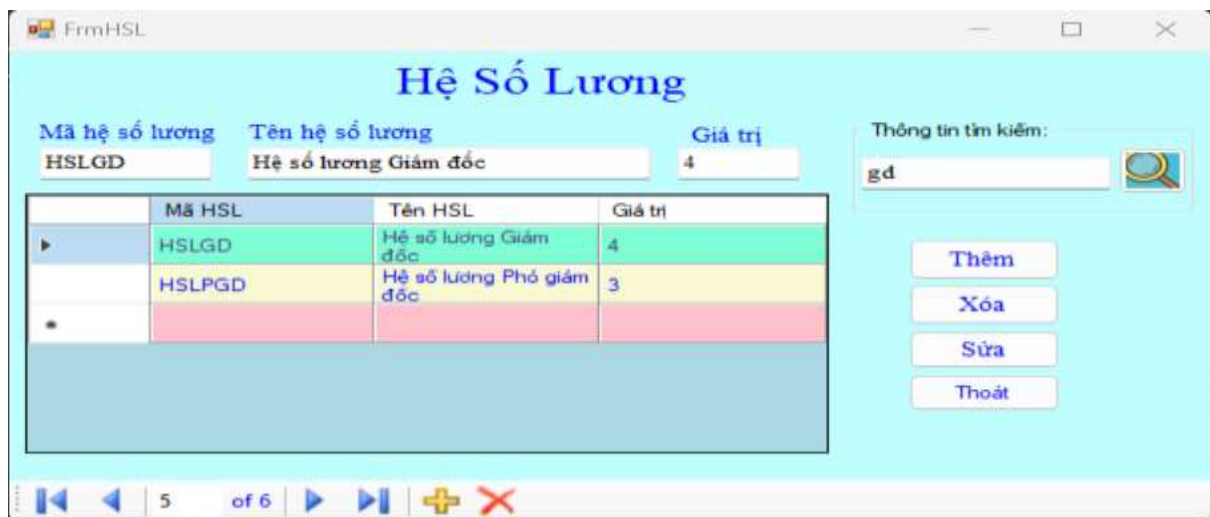 FrmHSL
Hệ Số Lương
Mã hệ số lương Tên hệ số lương Giá trị Thông tin tìm kiếm:
HSLGD Hệ số lương Giám đốc 4 gd
Mã HSL Tên HSL Giá trị
HSLGD Hệ số lương Giám 4
đốc
HSLPGD Hệ số lương Phó giám 3
đốc
Thêm
Xóa
Sửa
Thoát
5 of 6